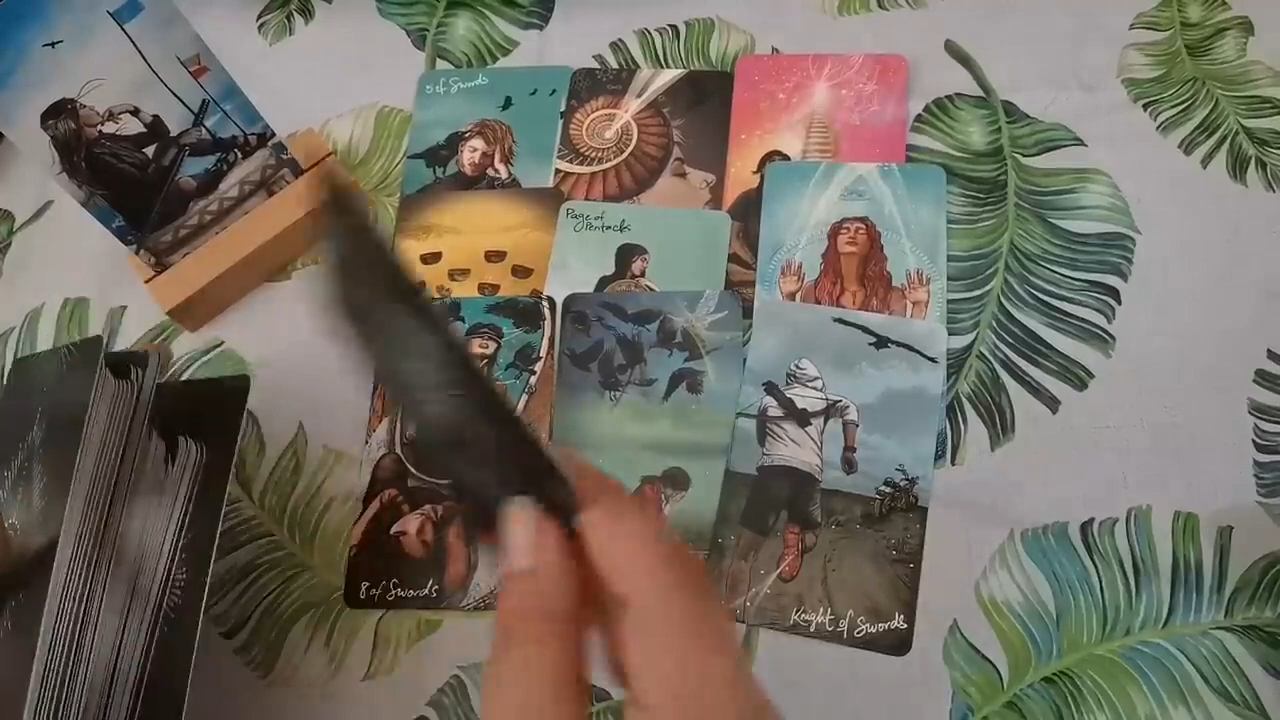 5 of Swords
Page of
Pentacles
8 of Swords
Knight of Swords